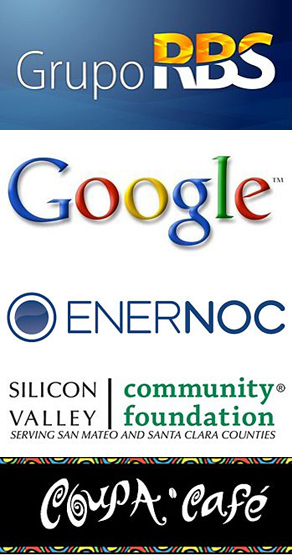 Grupo RBS
Google™
ENERNOC
SILICON VALLEY
community® foundation
SERVING SAN MATEO AND SANTA CLARA COUNTIES
COUPA • Café